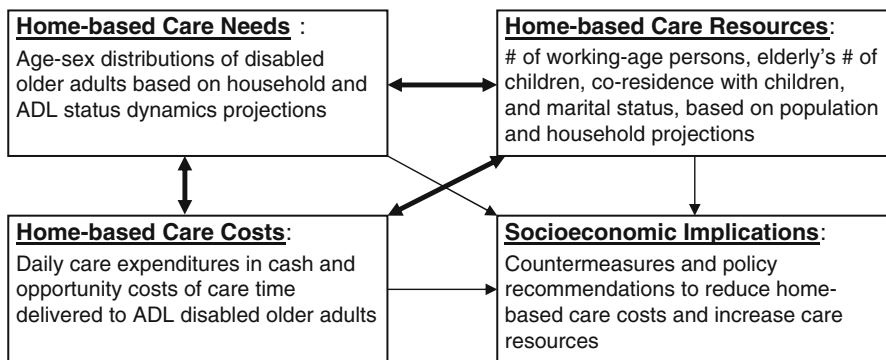 Home-based Care Needs :
Age-sex distributions of disabled
older adults based on household and
ADL status dynamics projections
Home-based Care Resources:
# of working-age persons, elderly's # of
children, co-residence with children,
and marital status, based on population
and household projections
Home-based Care Costs:
Daily care expenditures in cash and
opportunity costs of care time
delivered to ADL disabled older adults
Socioeconomic Implications:
Countermeasures and policy
recommendations to reduce home-
based care costs and increase care
resources